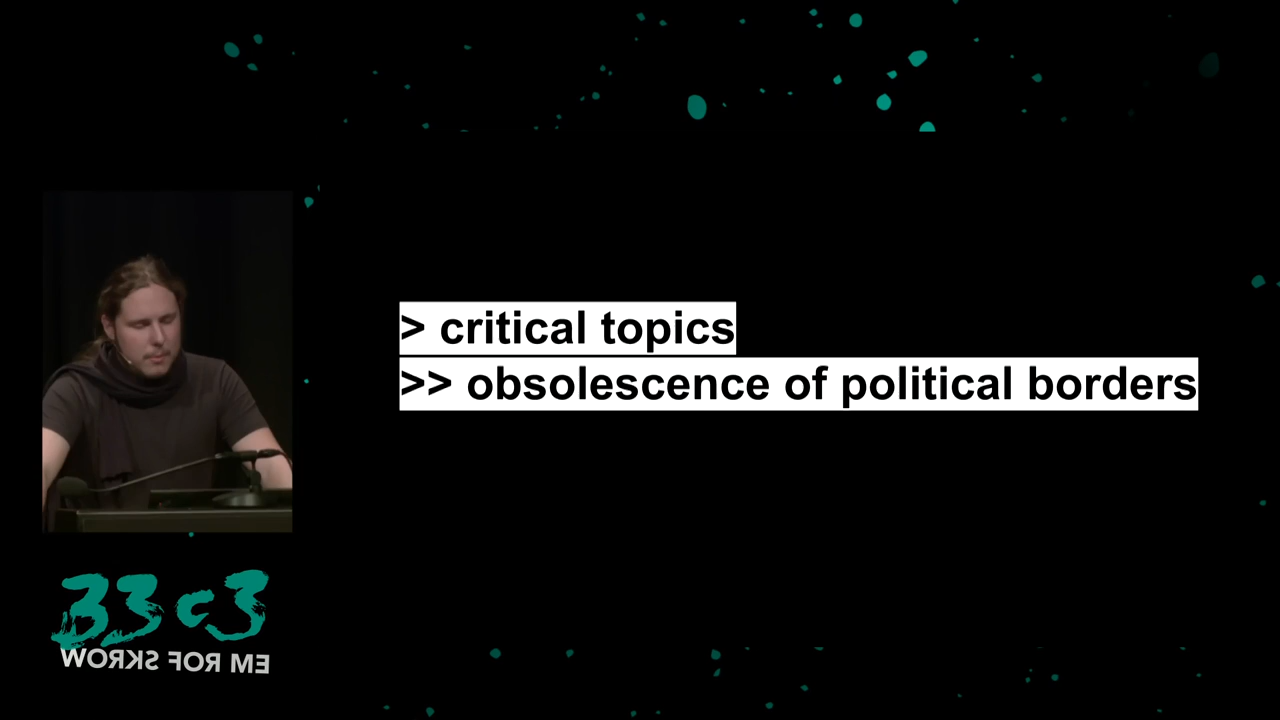 > critical topics
>> obsolescence of political borders
33c3
WORKS FOR ME